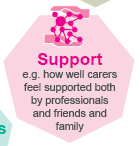 Support
e.g. how well carers
feel supported both
by professionals
and friends and
family
s